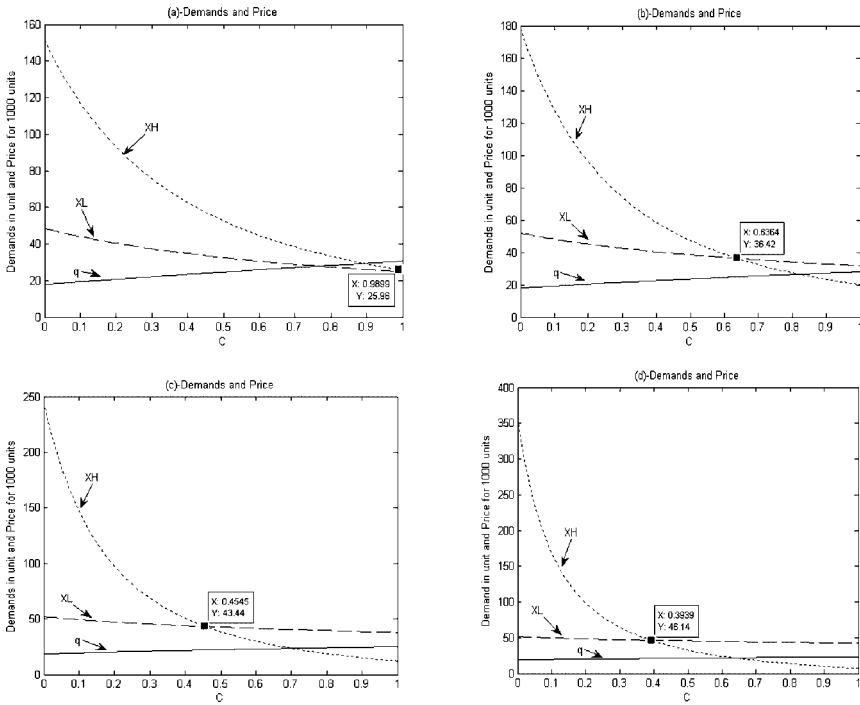 (a)-Demands and Price
Demands in unit and Price for 1000 units
160
140
120
100
80
60
40
20
0
XH
XL
q
X: 0.9899
Y: 25.96
0 0.1 0.2 0.3 0.4 0.5 0.6 0.7 0.8 0.9 1
C
(b)-Demands and Price
Demands in unit and Price for 1000 units
180
160
140
120
100
80
60
40
20
0
XH
XL
q
X: 0.6364
Y: 36.42
0 0.1 0.2 0.3 0.4 0.5 0.6 0.7 0.8 0.9 1
C
(c)-Demands and Price
Demands in unit and Price for 1000 units
250
200
150
100
50
0
XH
XL
q
X: 0.4545
Y: 43.44
0 0.1 0.2 0.3 0.4 0.5 0.6 0.7 0.8 0.9 1
C
(d)-Demands and Price
Demand in unit and Price for 1000 units
400
350
300
250
200
150
100
50
0
XH
XL
q
X: 0.3939
Y: 46.14
0 0.1 0.2 0.3 0.4 0.5 0.6 0.7 0.8 0.9 1
C